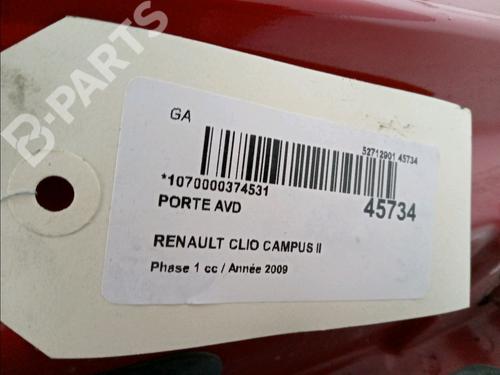 B-PARTS
GA
52712901 45734
*1070000374531
PORTE AVD
45734
RENAULT CLIO CAMPUS II
Phase 1 cc / Année 2009